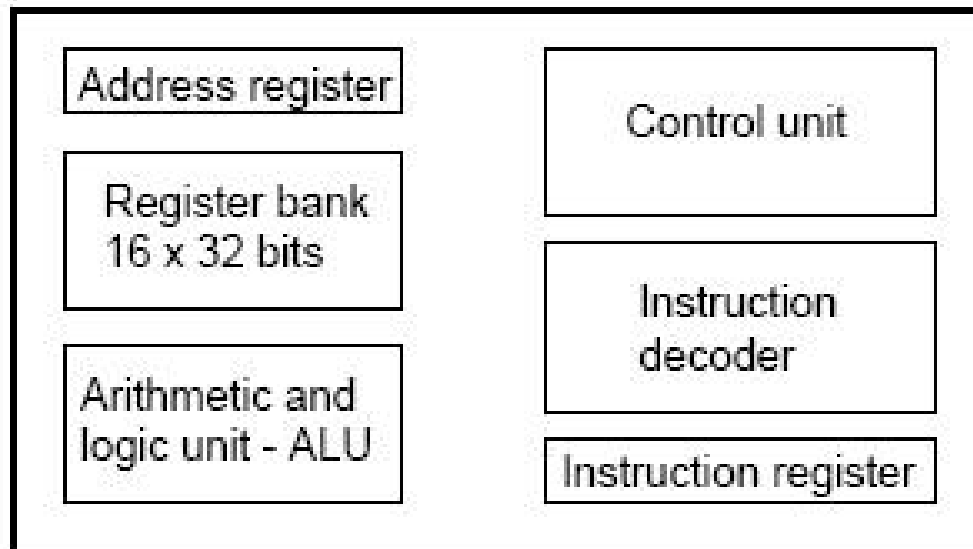 Address register
Register bank
16 x 32 bits
Arithmetic and
logic unit - ALU
Control unit
Instruction
decoder
Instruction register